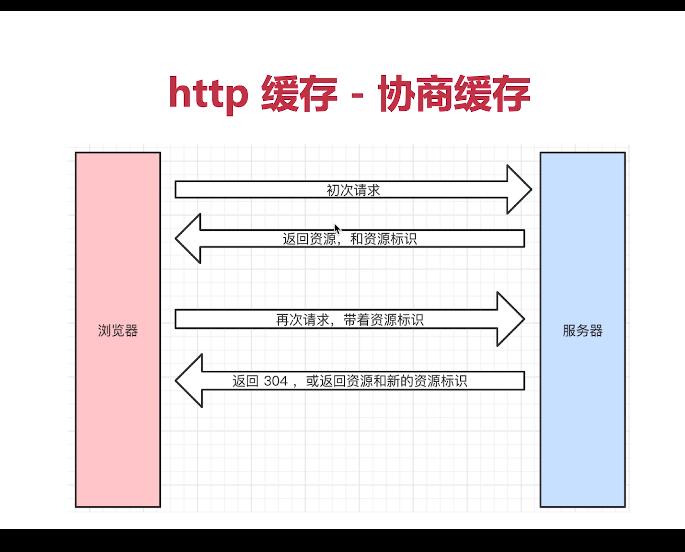 http 缓存 - 协商缓存
初次请求
返回资源，和资源标识
浏览器
服务器
再次请求，带着资源标识
返回 304 ，或返回资源和新的资源标识